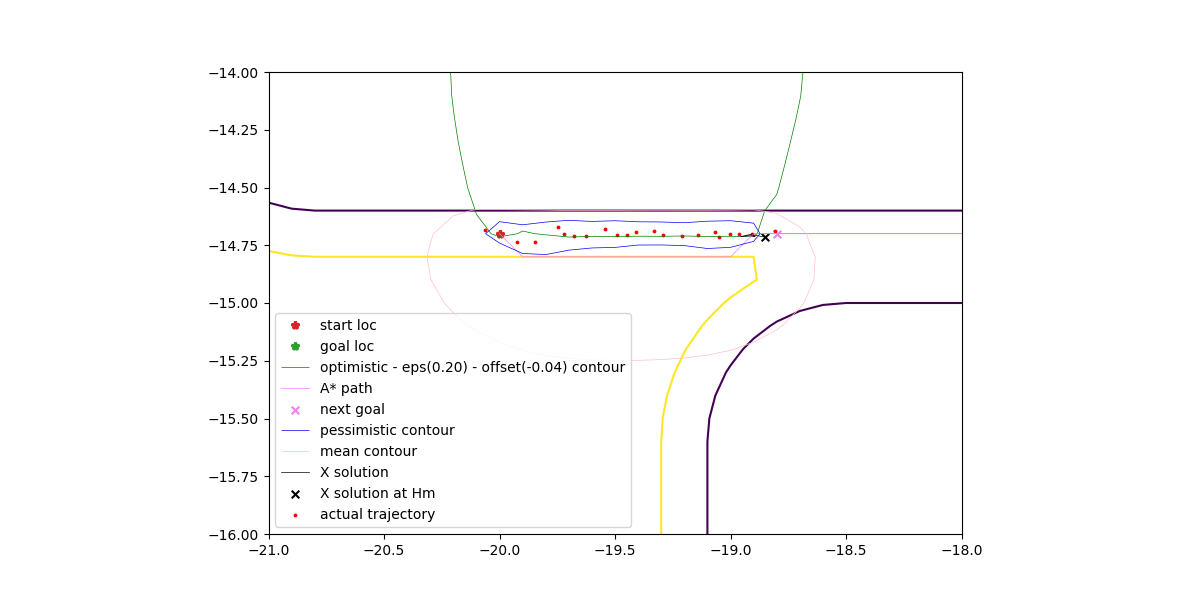 −14.00
−14.25
−14.50
−14.75
−15.00
−15.25
−15.50
−15.75
−16.00
start loc
goal loc
optimistic - eps(0.20) - offset(-0.04) contour
A* path
next goal
pessimistic contour
mean contour
X solution
X solution at Hm
actual trajectory
−21.0 −20.5 −20.0 −19.5 −19.0 −18.5 −18.0